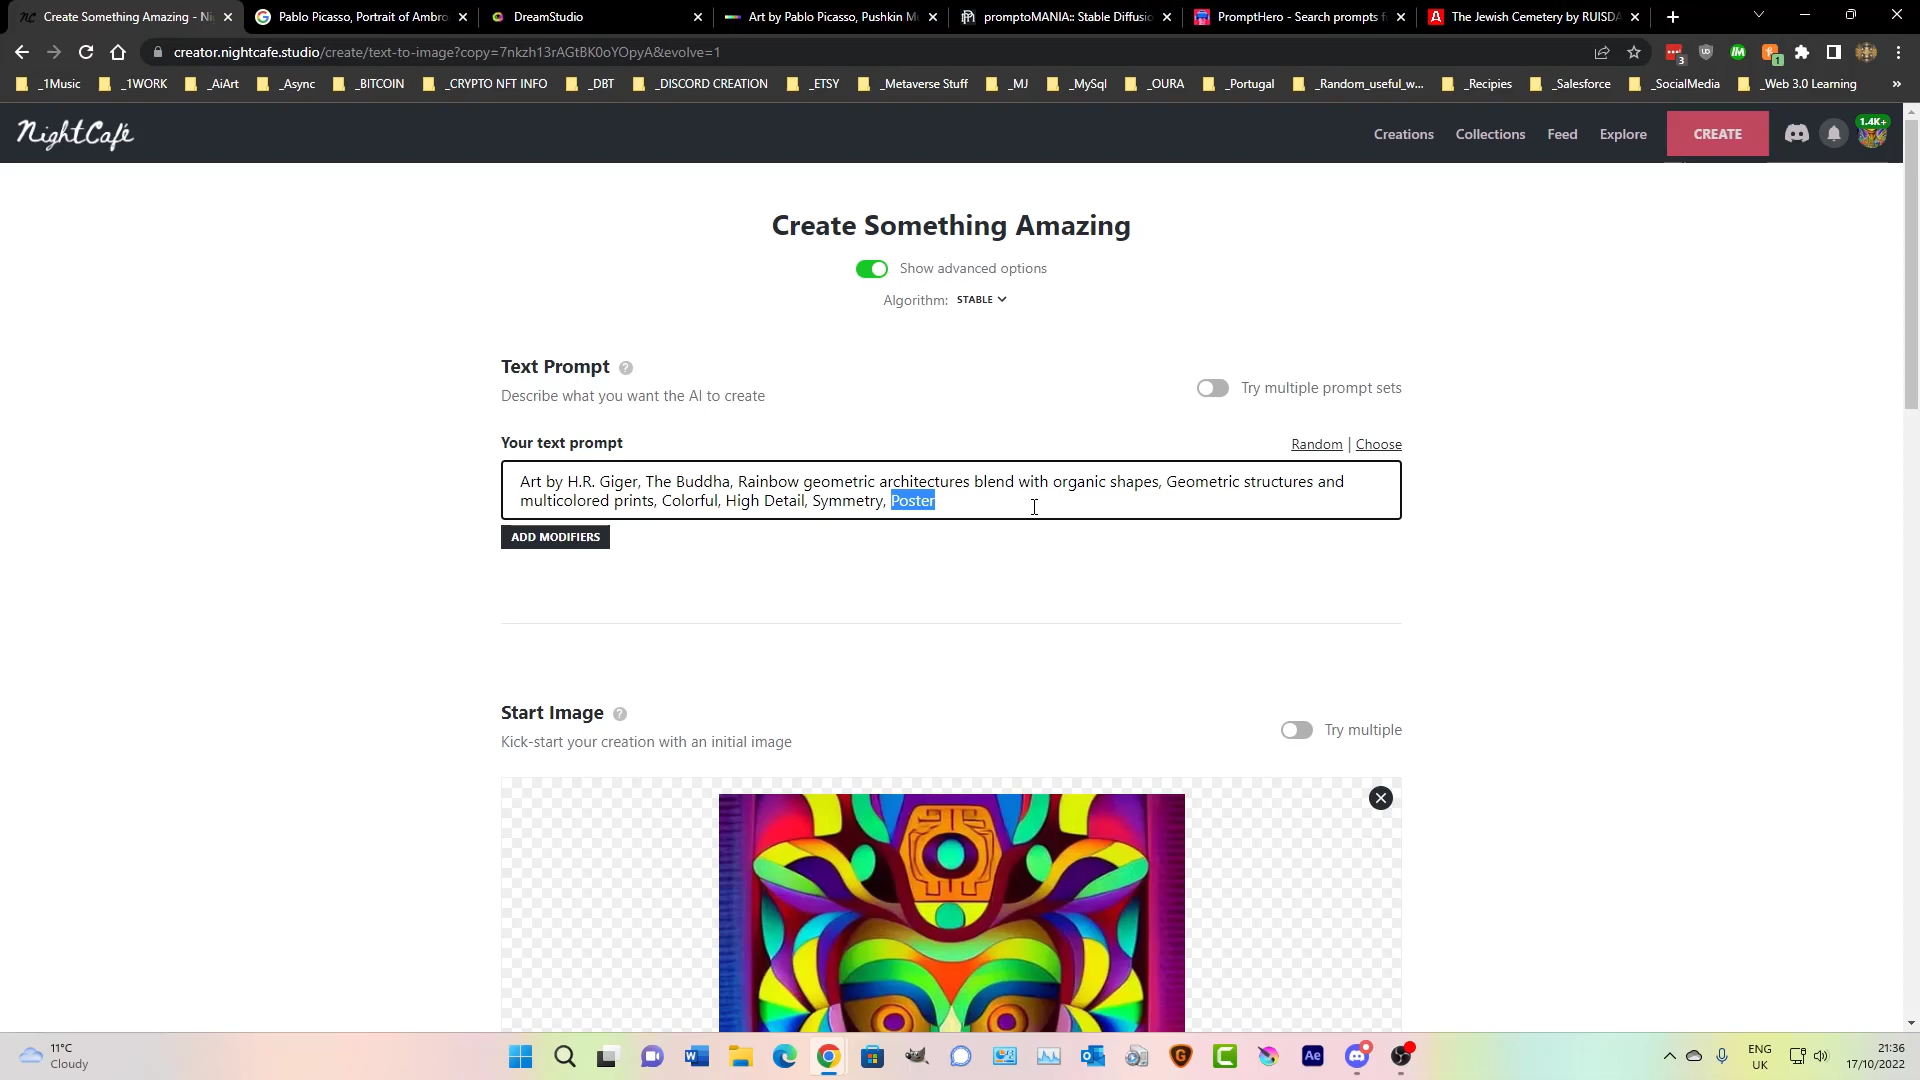 Create Something Amazing - Ni
Pablo Picasso, Portrait of Ambro
DreamStudio
Art by Pablo Picasso, Pushkin M
promptoMANIA:: Stable Diffusio
PromptHero - Search prompts f
The Jewish Cemetery by RUISDA
creator.nightcafe.studio/create/text-to-image?copy=7nkzh13rAGtBK0oYOpyA&evolve=1
3
1
_1Music
_1WORK
_AiArt
_Async
_BITCOIN
_CRYPTO NFT INFO
_DBT
_DISCORD CREATION
_ETSY
_Metaverse Stuff
_MJ
_MySql
_OURA
_Portugal
_Random_useful_w...
_Recipies
_Salesforce
_SocialMedia
_Web 3.0 Learning
»
NightCafé
Creations
Collections
Feed
Explore
CREATE
1.4K+
Create Something Amazing
Show advanced options
Algorithm: STABLE
Text Prompt ?
Describe what you want the AI to create
Try multiple prompt sets
Your text prompt
Random | Choose
Art by H.R. Giger, The Buddha, Rainbow geometric architectures blend with organic shapes, Geometric structures and
multicolored prints, Colorful, High Detail, Symmetry, Poster
ADD MODIFIERS
Start Image ?
Kick-start your creation with an initial image
Try multiple
11°C
Cloudy
Ae
ENG
UK
21:36
17/10/2022